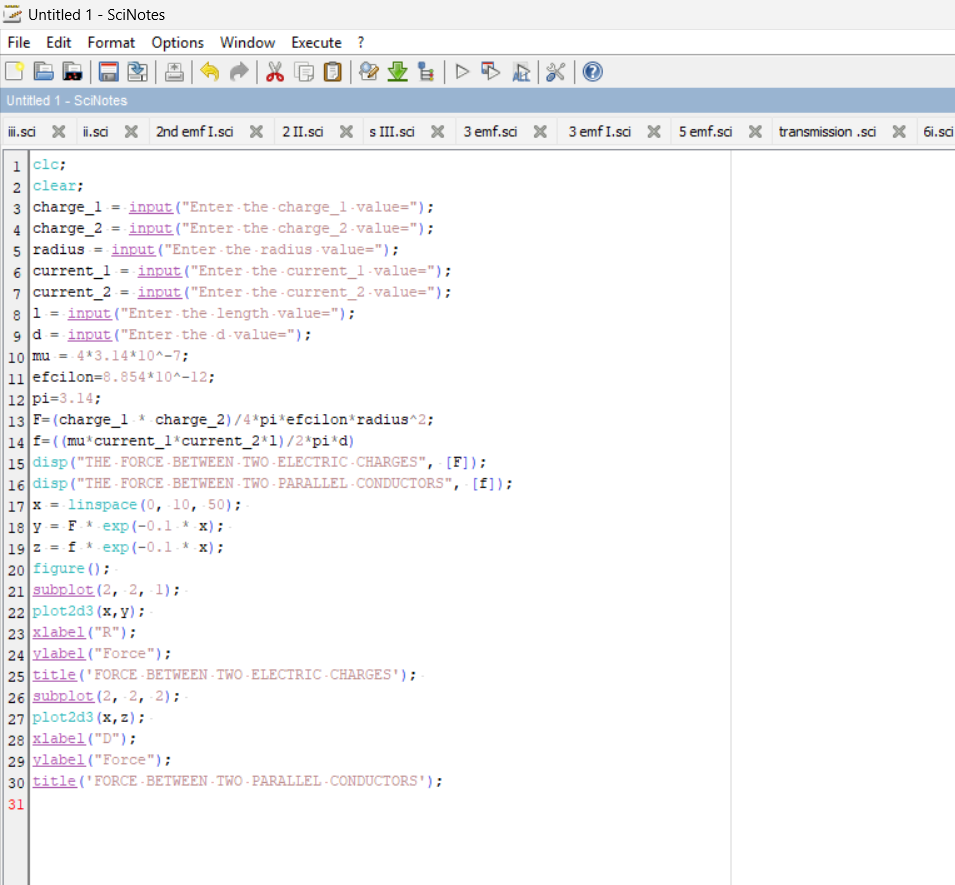 Untitled 1 - SciNotes
File Edit Format Options Window Execute ?
Untitled 1 - SciNotes
iii.sci ii.sci 2nd emf I.sci 2 II.sci s III.sci 3 emf.sci 3 emf I.sci 5 emf.sci transmission .sci 6i.sci
1 clc;
2 clear;
3 charge_1 = input("Enter the charge_1 value=");
4 charge_2 = input("Enter the charge_2 value=");
5 radius = input("Enter the radius value=");
6 current_1 = input("Enter the current_1 value=");
7 current_2 = input("Enter the current_2 value=");
8 l = input("Enter the length value=");
9 d = input("Enter the d value=");
10 mu = 4*3.14*10^-7;
11 efcilon=8.854*10^-12;
12 pi=3.14;
13 F=(charge_1 * charge_2)/4*pi*efcilon*radius^2;
14 f=((mu*current_1*current_2*l)/2*pi*d)
15 disp("THE FORCE BETWEEN TWO ELECTRIC CHARGES", [F]);
16 disp("THE FORCE BETWEEN TWO PARALLEL CONDUCTORS", [f]);
17 x = linspace(0, 10, 50);
18 y = F * exp(-0.1 * x);
19 z = f * exp(-0.1 * x);
20 figure();
21 subplot(2, 2, 1);
22 plot2d3(x,y);
23 xlabel("R");
24 ylabel("Force");
25 title('FORCE BETWEEN TWO ELECTRIC CHARGES');
26 subplot(2, 2, 2);
27 plot2d3(x,z);
28 xlabel("D");
29 ylabel("Force");
30 title('FORCE BETWEEN TWO PARALLEL CONDUCTORS');
31